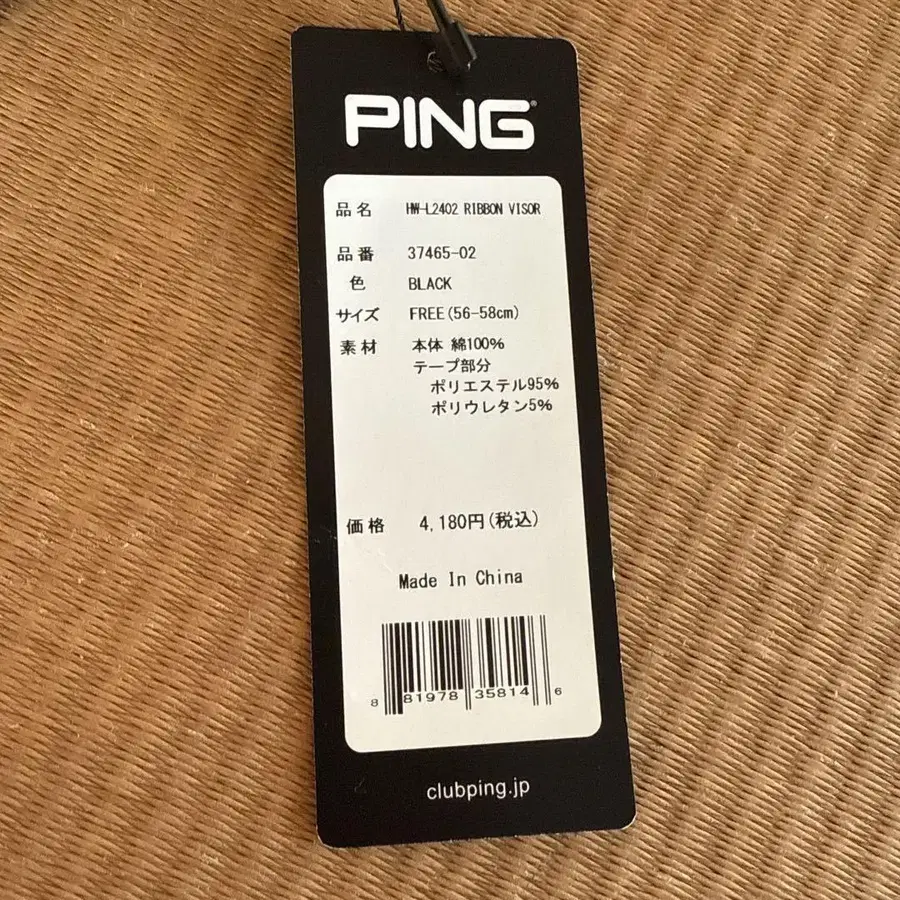 PING®
品名 HW-L2402 RIBBON VISOR
品番 37465-02
色 BLACK
サイズ FREE(56-58cm)
素材 本体 綿100%
テープ部分
ポリエステル95%
ポリウレタン5%
価格 4,180円(税込)
Made In China
8 81978 35814 6
clubping.jp